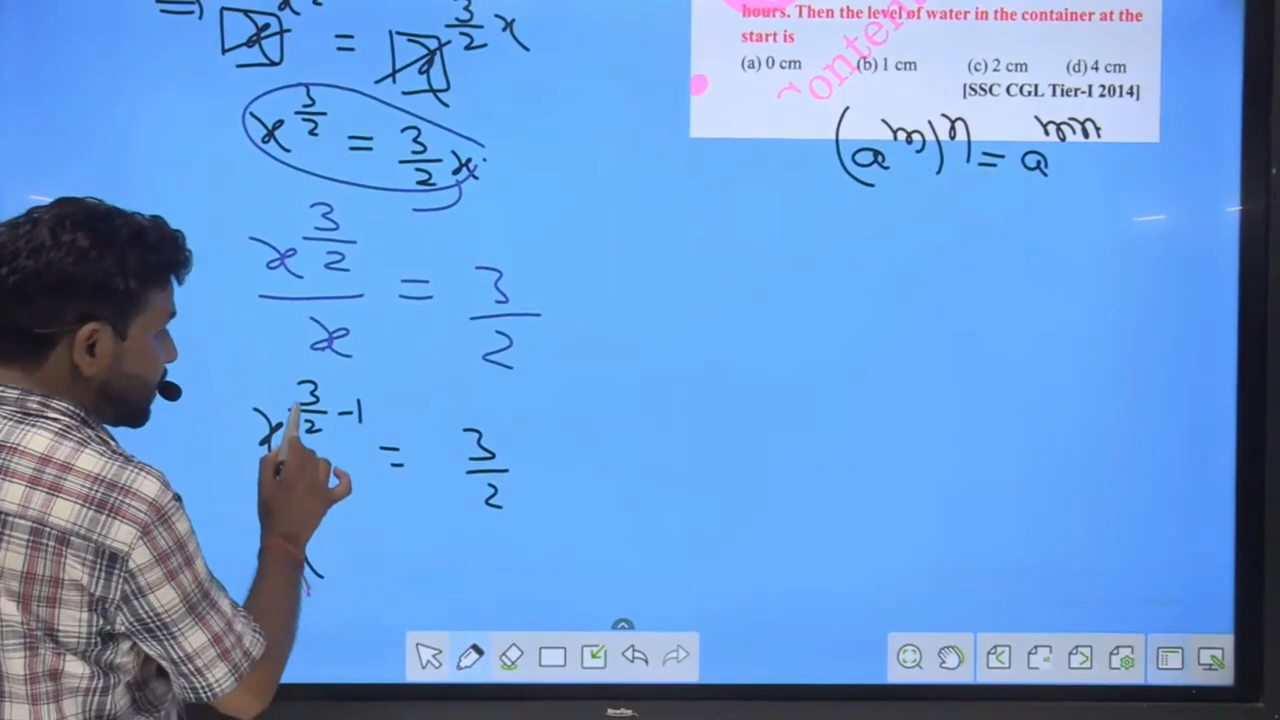 hours. Then the level of water in the container at the
start is
(a) 0 cm (b) 1 cm (c) 2 cm (d) 4 cm
[SSC CGL Tier-I 2014]
(a^m)^n = a^mn
x = x^(3/2 x)
x^(3/2) = 3/2 x.
x^(3/2) / x = 3/2
x^(3/2 - 1) = 3/2